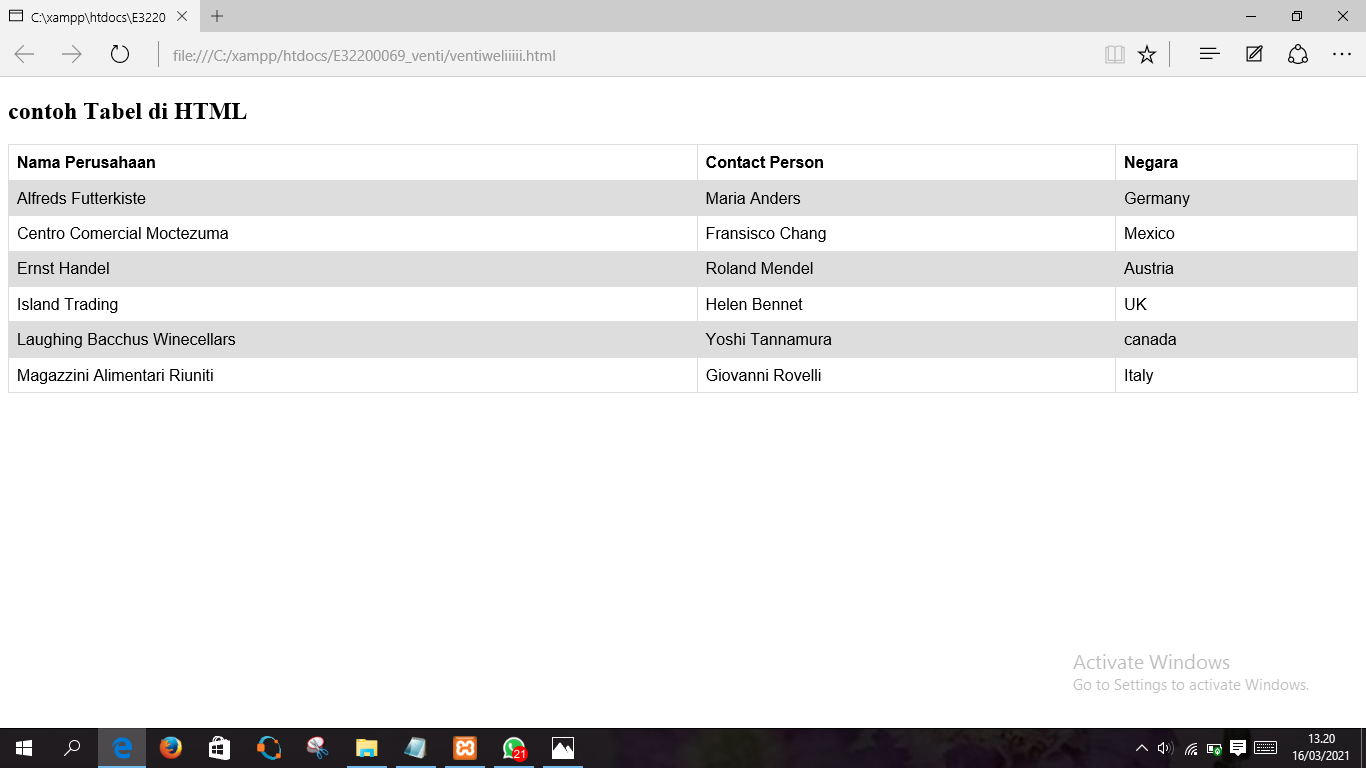 C:\xampp\htdocs\E3220
file:///C:/xampp/htdocs/E32200069_venti/ventiweliiiii.html
contoh Tabel di HTML
Nama Perusahaan Contact Person Negara
Alfreds Futterkiste Maria Anders Germany
Centro Comercial Moctezuma Fransisco Chang Mexico
Ernst Handel Roland Mendel Austria
Island Trading Helen Bennet UK
Laughing Bacchus Winecellars Yoshi Tannamura canada
Magazzini Alimentari Riuniti Giovanni Rovelli Italy
Activate Windows
Go to Settings to activate Windows.
21
13.20
16/03/2021